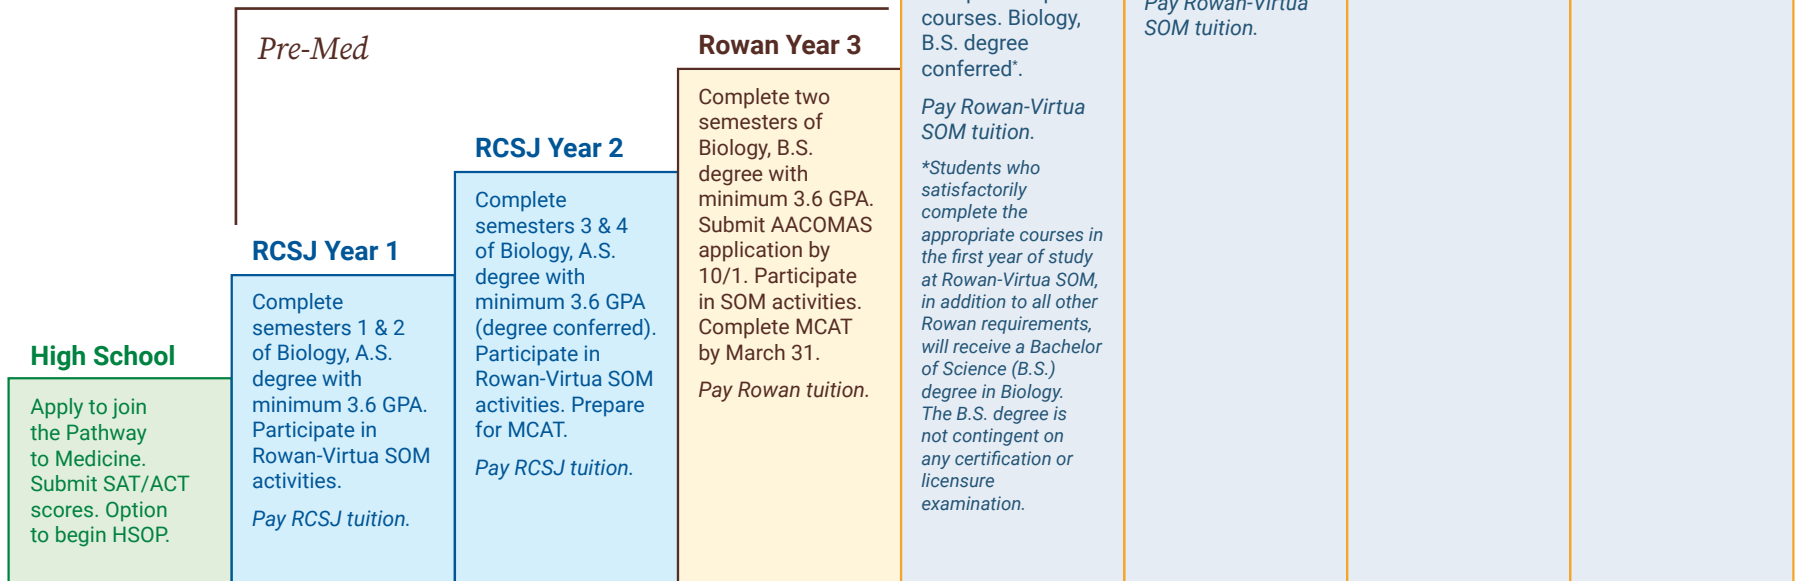 Pre-Med
High School
Apply to join
the Pathway
to Medicine.
Submit SAT/ACT
scores. Option
to begin HSOP.
RCSJ Year 1
Complete
semesters 1 & 2
of Biology, A.S.
degree with
minimum 3.6 GPA.
Participate in
Rowan-Virtua SOM
activities.
Pay RCSJ tuition.
RCSJ Year 2
Complete
semesters 3 & 4
of Biology, A.S.
degree with
minimum 3.6 GPA
(degree conferred).
Participate in
Rowan-Virtua SOM
activities. Prepare
for MCAT.
Pay RCSJ tuition.
Rowan Year 3
Complete two
semesters of
Biology, B.S.
degree with
minimum 3.6 GPA.
Submit AACOMAS
application by
10/1. Participate
in SOM activities.
Complete MCAT
by March 31.
Pay Rowan tuition.
courses. Biology,
B.S. degree
conferred*.
Pay Rowan-Virtua
SOM tuition.
*Students who
satisfactorily
complete the
appropriate courses in
the first year of study
at Rowan-Virtua SOM,
in addition to all other
Rowan requirements,
will receive a Bachelor
of Science (B.S.)
degree in Biology.
The B.S. degree is
not contingent on
any certification or
licensure
examination.
Pay Rowan-Virtua
SOM tuition.